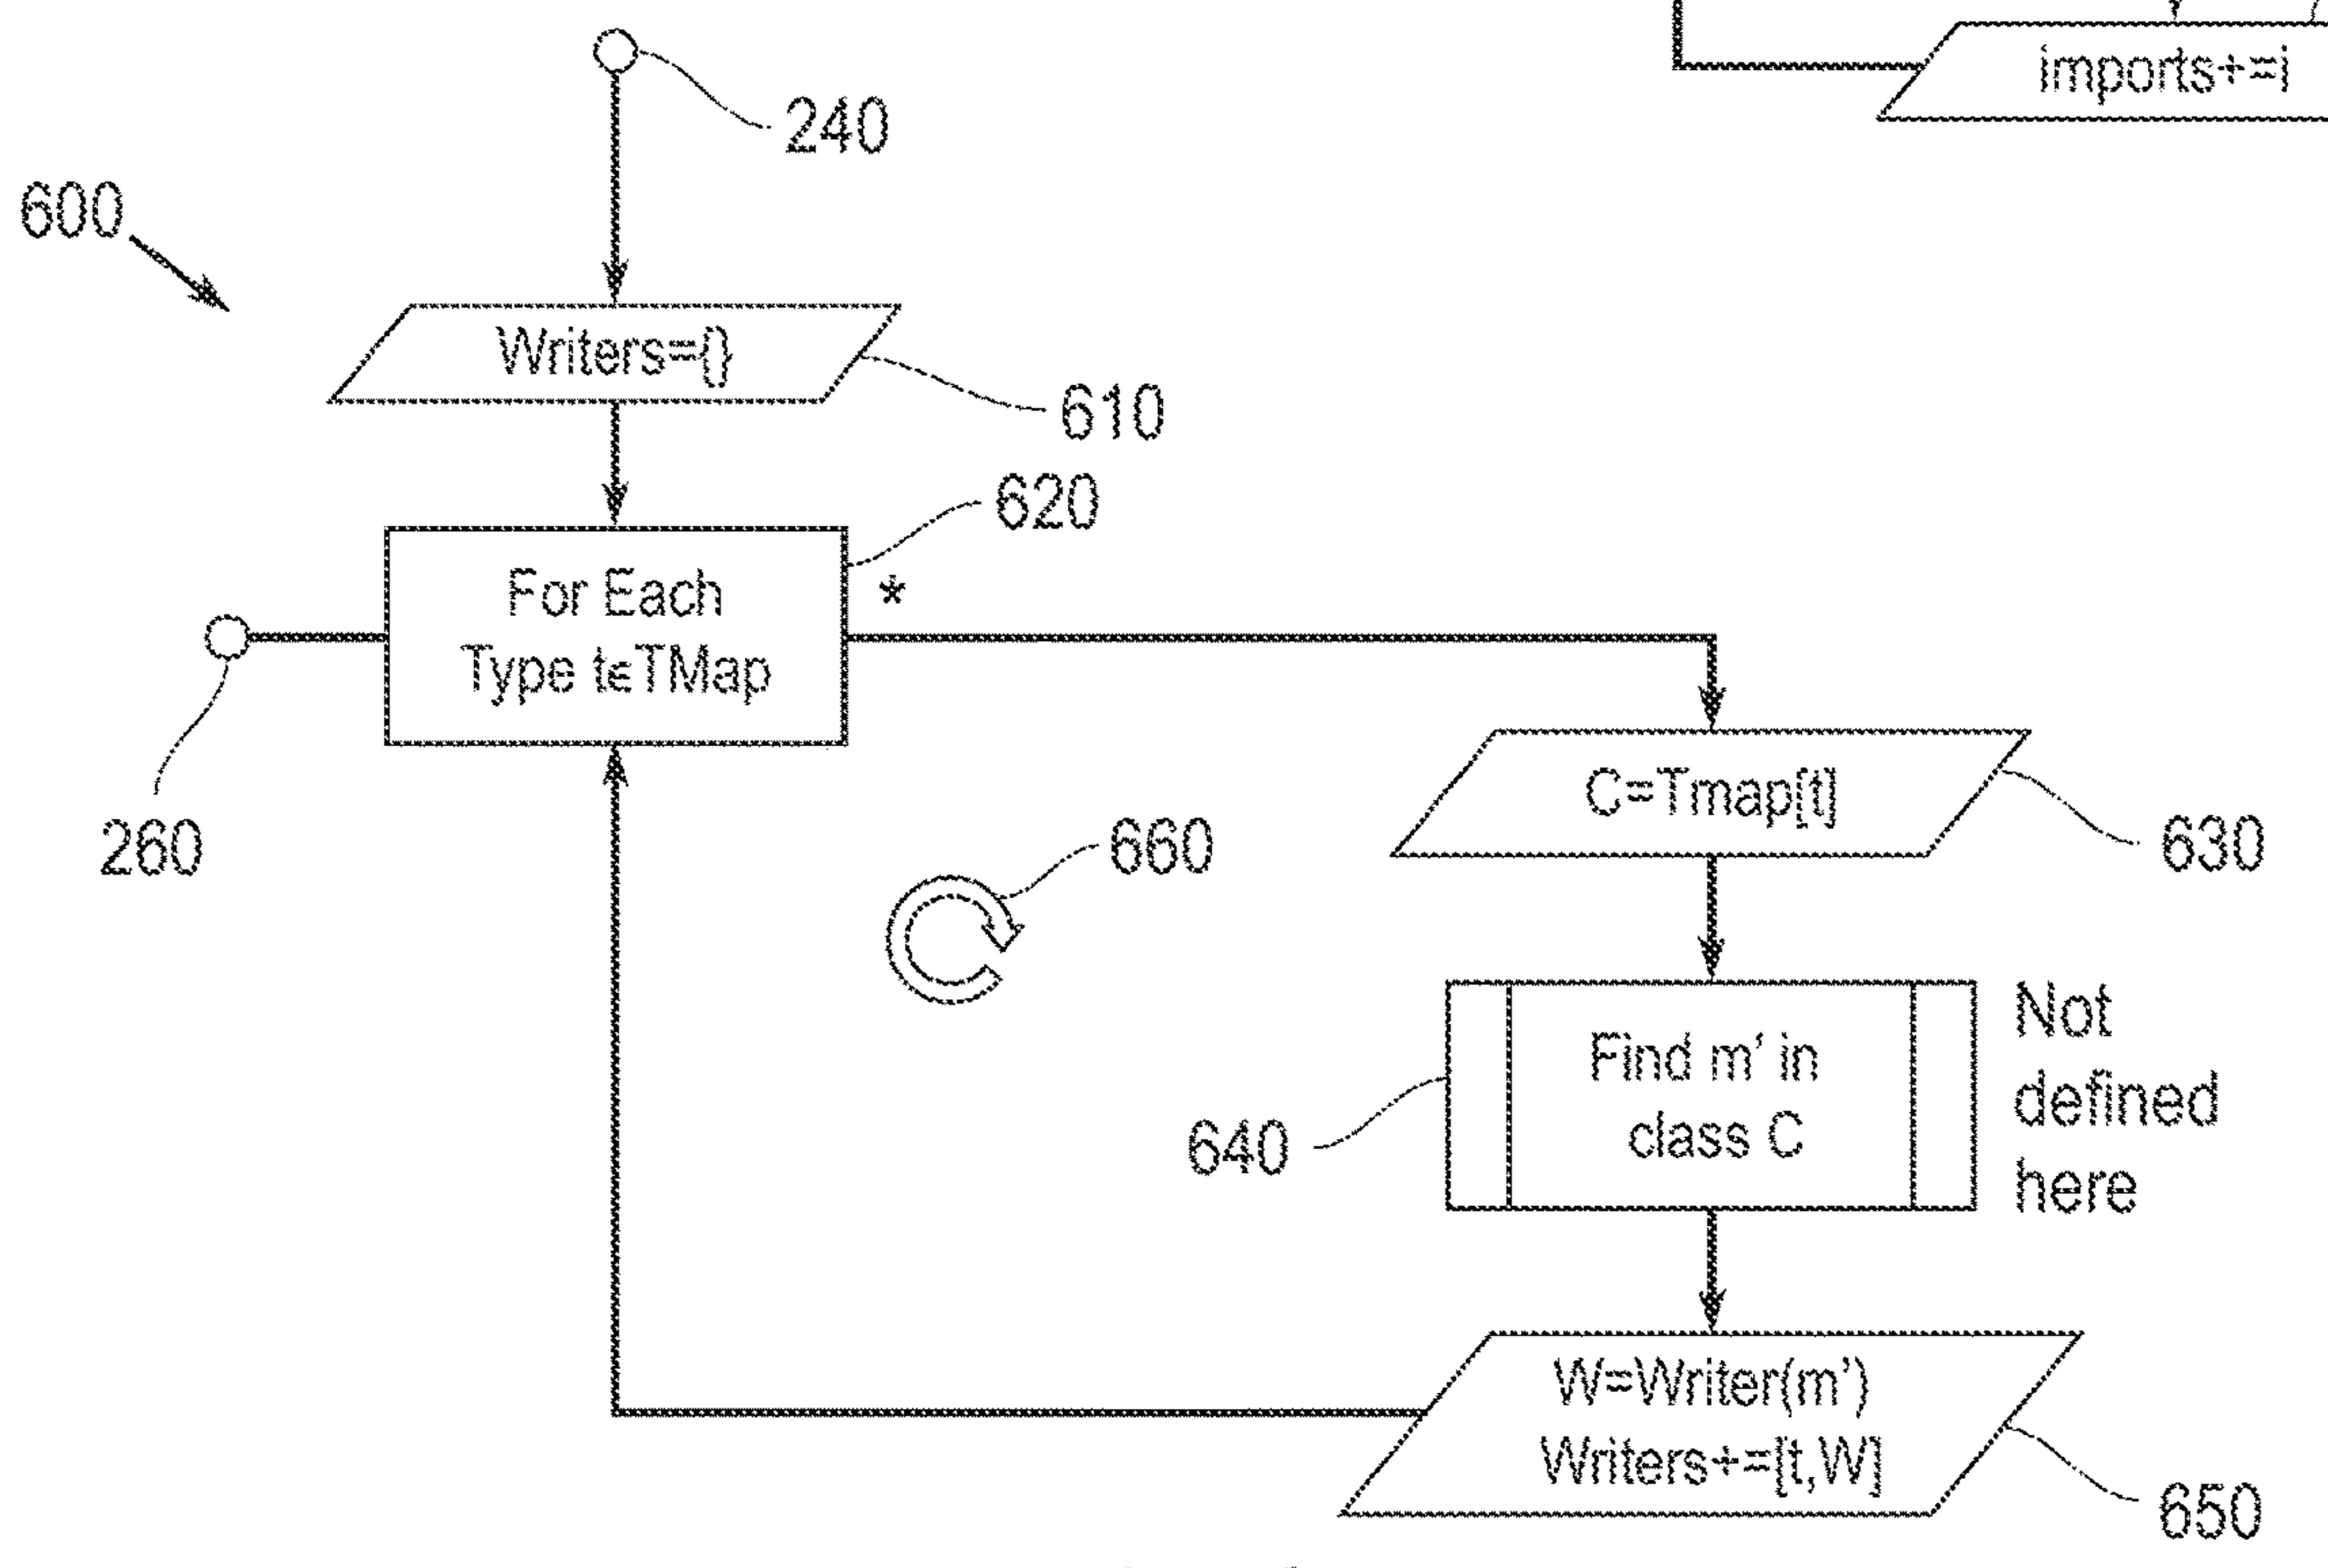 imports+=i
240
600
Writers={}
610
620
For Each
*
Type t∈TMap
260
C=Tmap[t]
630
660
Find m' in
class C
Not
defined
here
640
W=Writer(m')
Writers+=[t,W]
650